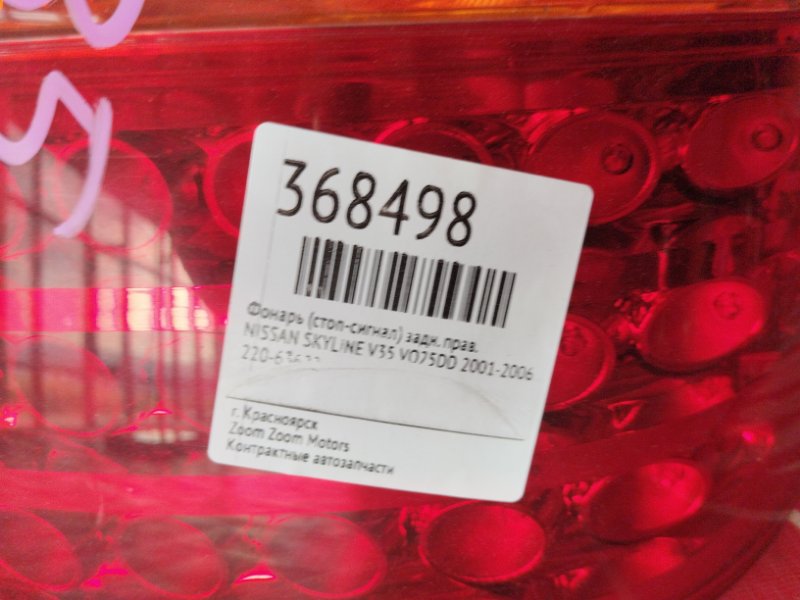 368498
Фонарь (стоп-сигнал) задн. прав.
NISSAN SKYLINE V35 VQ25DD 2001-2006
г. Красноярск
Zoom Zoom Motors
Контрактные автозапчасти